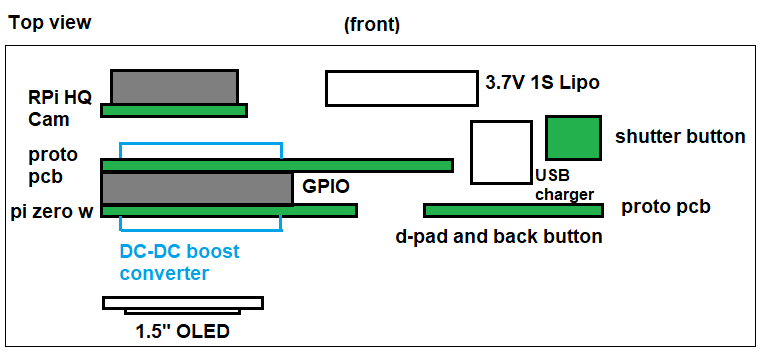 Top view
(front)
RPi HQ
Cam
3.7V 1S Lipo
shutter button
proto
pcb
GPIO
USB
charger
pi zero w
proto pcb
d-pad and back button
DC-DC boost
converter
1.5" OLED